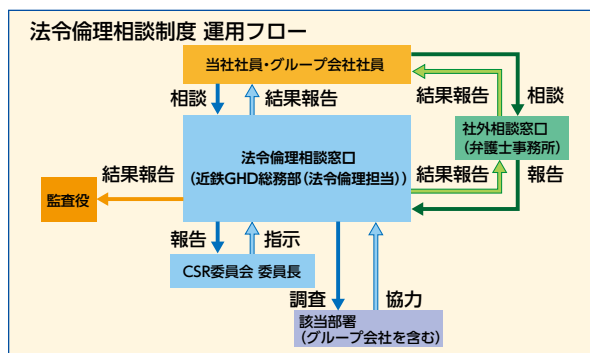 法令倫理相談制度 運用フロー
当社社員・グループ会社社員
相談
結果報告
結果報告
相談
社外相談窓口
(弁護士事務所)
法令倫理相談窓口
(近鉄GHD総務部(法令倫理担当))
結果報告
報告
結果報告
監査役
報告
指示
CSR委員会 委員長
調査
協力
該当部署
(グループ会社を含む)